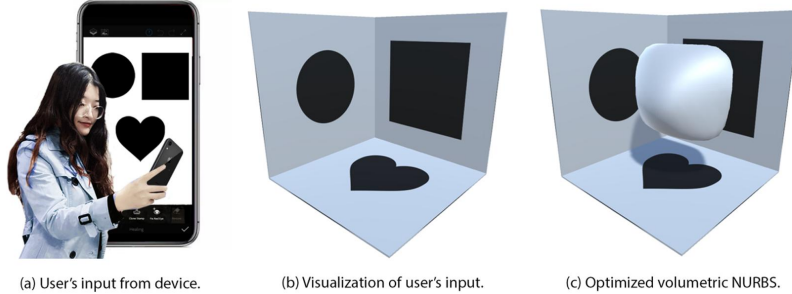 (a) User's input from device.
(b) Visualization of user's input.
(c) Optimized volumetric NURBS.